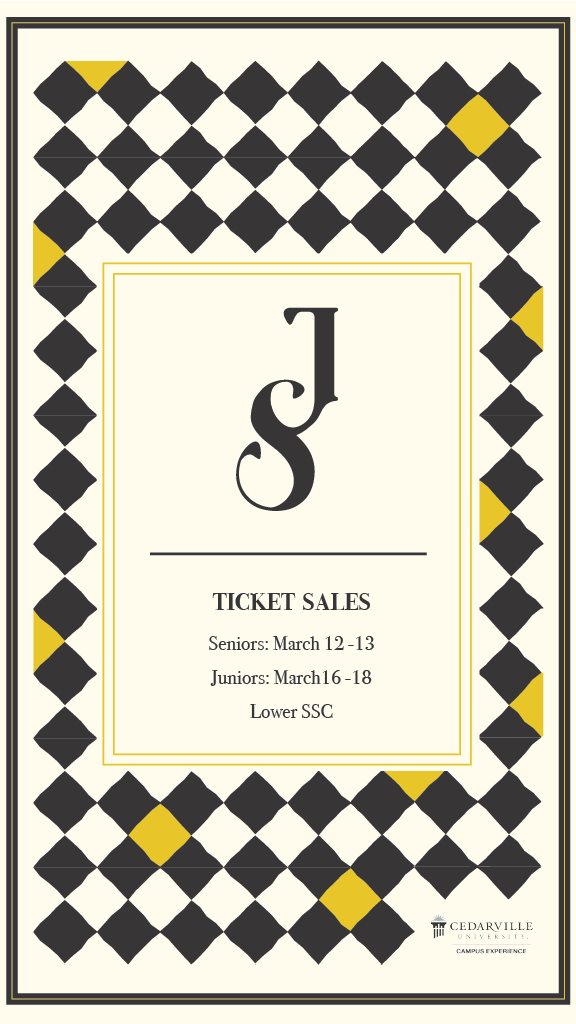 JS
TICKET SALES
Seniors: March 12 -13
Juniors: March16 -18
Lower SSC
CEDARVILLE
UNIVERSITY.
CAMPUS EXPERIENCE